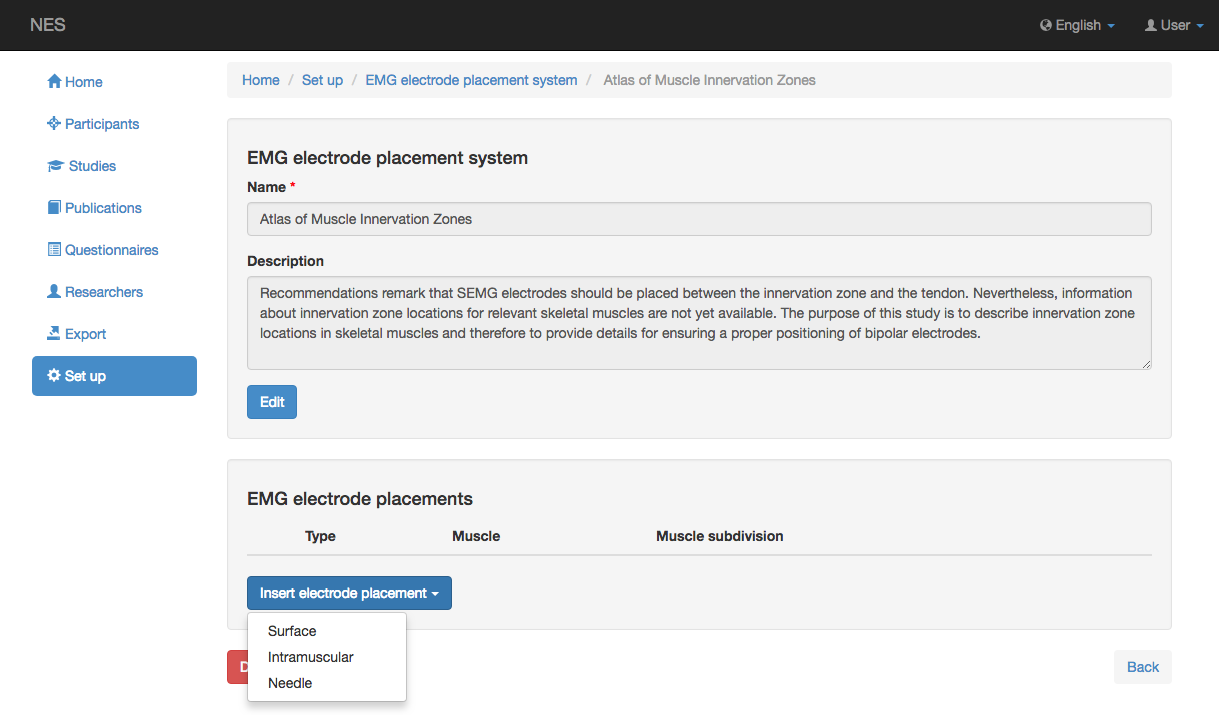 NES
English
User
Home
Participants
Studies
Publications
Questionnaires
Researchers
Export
Set up
Home / Set up / EMG electrode placement system / Atlas of Muscle Innervation Zones
EMG electrode placement system
Name *
Atlas of Muscle Innervation Zones
Description
Recommendations remark that SEMG electrodes should be placed between the innervation zone and the tendon. Nevertheless, information
about innervation zone locations for relevant skeletal muscles are not yet available. The purpose of this study is to describe innervation zone
locations in skeletal muscles and therefore to provide details for ensuring a proper positioning of bipolar electrodes.
Edit
EMG electrode placements
Type Muscle Muscle subdivision
Insert electrode placement
Surface
Intramuscular
Needle
Back